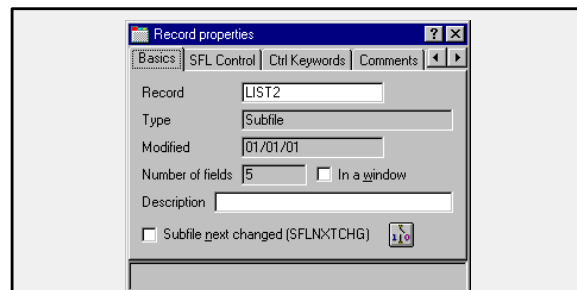 Record properties
Basics SFL Control Ctrl Keywords Comments
Record LIST2
Type Subfile
Modified 01/01/01
Number of fields 5 In a window
Description
Subfile next changed (SFLNXTCHG)